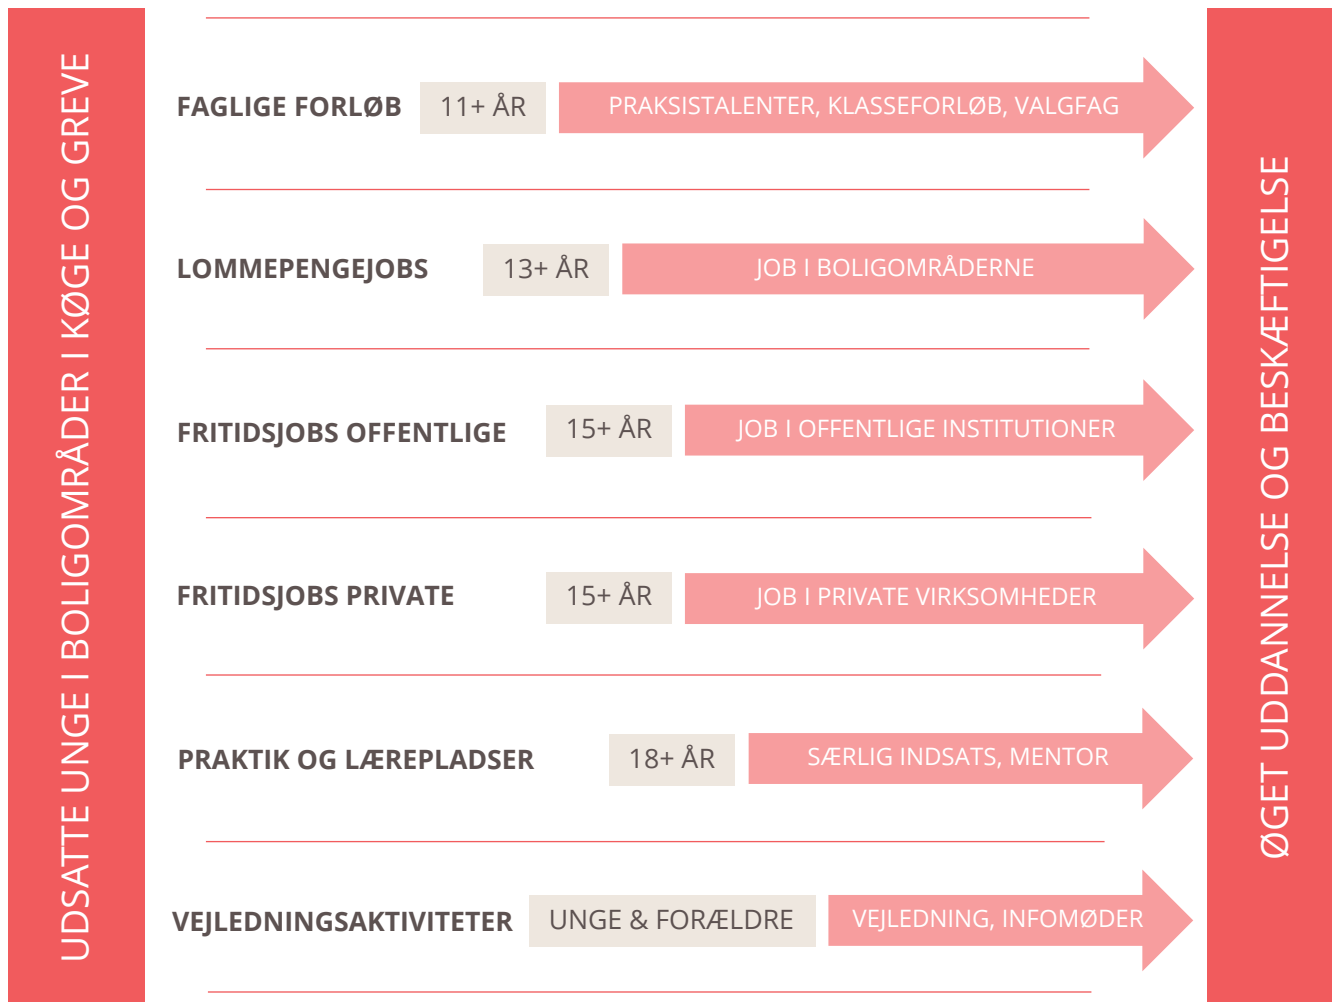 UDSATTE UNGE I BOLIGOMRÅDER I KØGE OG GREVE
FAGLIGE FORLØB
11+ ÅR
PRAKSISTALENTER, KLASSEFORLØB, VALGFAG
LOMMEPENGEJOBS
13+ ÅR
JOB I BOLIGOMRÅDERNE
FRITIDSJOBS OFFENTLIGE
15+ ÅR
JOB I OFFENTLIGE INSTITUTIONER
FRITIDSJOBS PRIVATE
15+ ÅR
JOB I PRIVATE VIRKSOMHEDER
PRAKTIK OG LÆREPLADSER
18+ ÅR
SÆRLIG INDSATS, MENTOR
VEJLEDNINGSAKTIVITETER
UNGE & FORÆLDRE
VEJLEDNING, INFOMØDER
ØGET UDDANNELSE OG BESKÆFTIGELSE